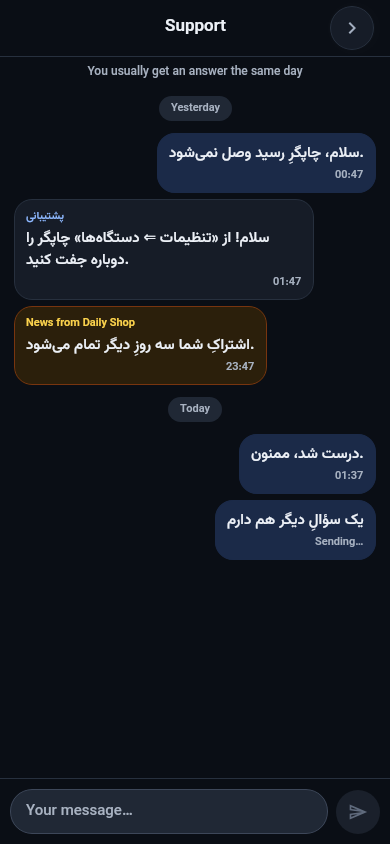 Support
You usually get an answer the same day
Yesterday
سلام، چاپگرِ رسید وصل نمی‌شود.
00:47
پشتیبانی
سلام! از «تنظیمات ⇐ دستگاه‌ها» چاپگر را
دوباره جفت کنید.
01:47
News from Daily Shop
اشتراکِ شما سه روزِ دیگر تمام می‌شود.
23:47
Today
درست شد، ممنون.
01:37
یک سؤالِ دیگر هم دارم
Sending…
Your message…